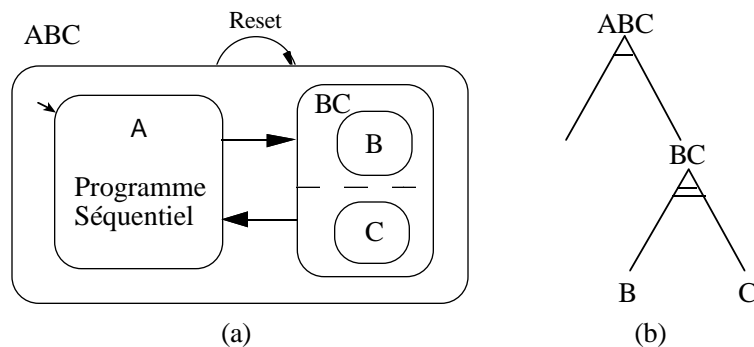 Reset
ABC
A
Programme
Séquentiel
BC
B
C
(a)
ABC
BC
B
C
(b)